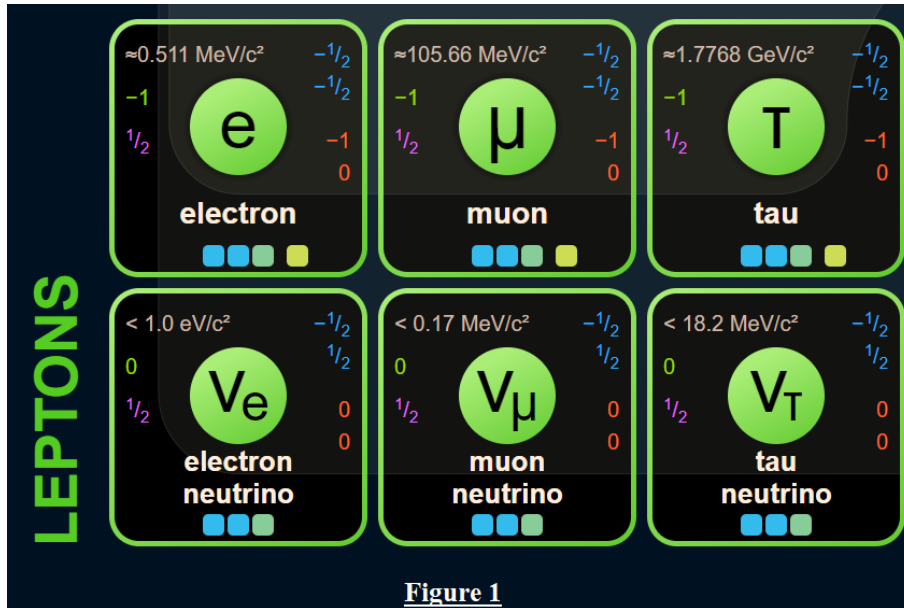 ≈0.511 MeV/c² −1/2
−1/2
−1
e
1/2
−1
0
electron
≈105.66 MeV/c² −1/2
−1/2
−1
μ
1/2
−1
0
muon
≈1.7768 GeV/c² −1/2
−1/2
−1
τ
1/2
−1
0
tau
LEPTONS
< 1.0 eV/c² −1/2
1/2
0
νe
1/2
0
0
electron
neutrino
< 0.17 MeV/c² −1/2
1/2
0
νμ
1/2
0
0
muon
neutrino
< 18.2 MeV/c² −1/2
1/2
0
ντ
1/2
0
0
tau
neutrino
Figure 1